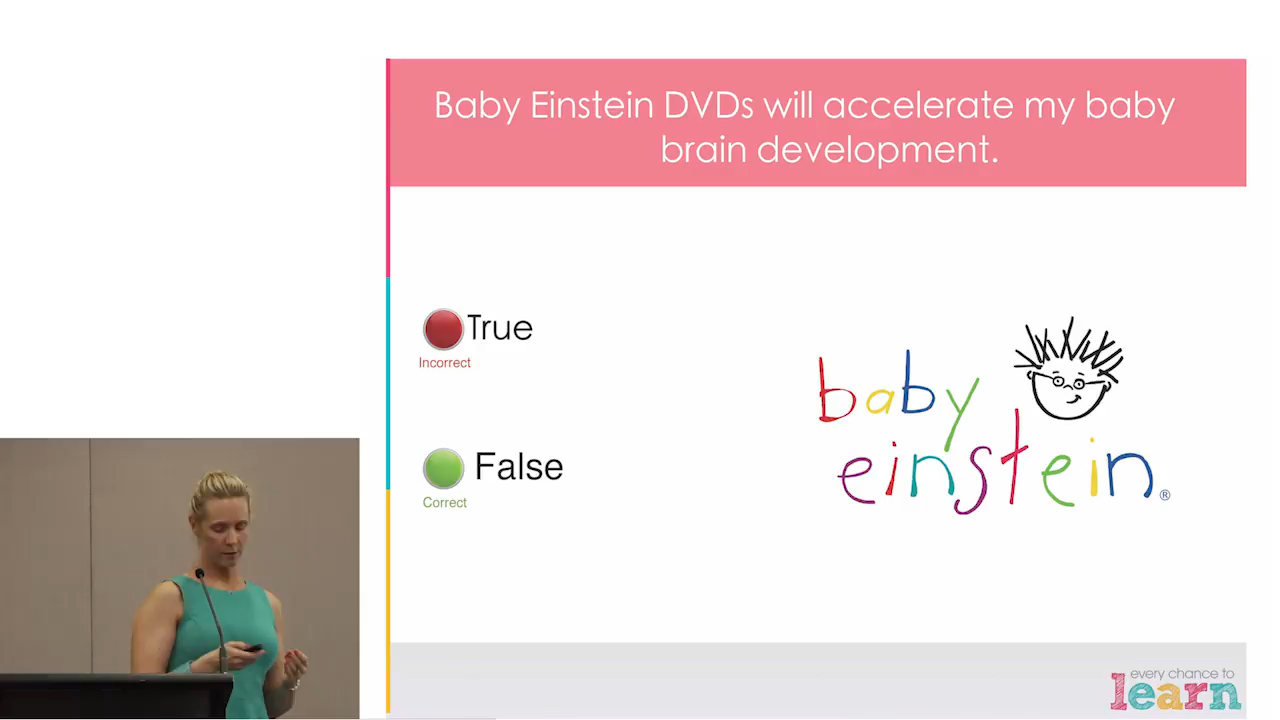 Baby Einstein DVDs will accelerate my baby
brain development.
True
Incorrect
False
Correct
baby
einstein
®
every chance to
learn